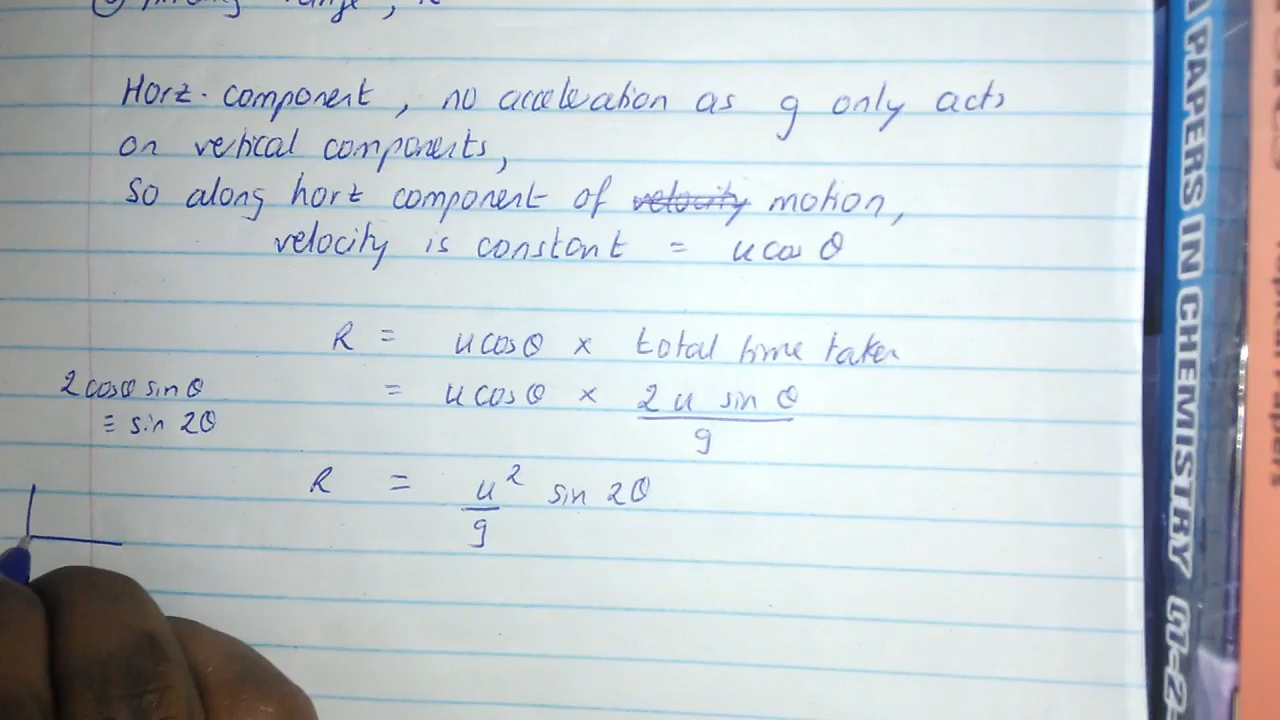 range,
Horz. component, no acceleration as g only acts
on vertical components,
so along horz component of velocity motion,
velocity is constant = u cos θ
R = u cos θ × total time taken
2 cos θ sin θ
≡ sin 2θ
= u cos θ × 2 u sin θ
g
R = u² sin 2θ
g
PAPERS IN CHEMISTRY